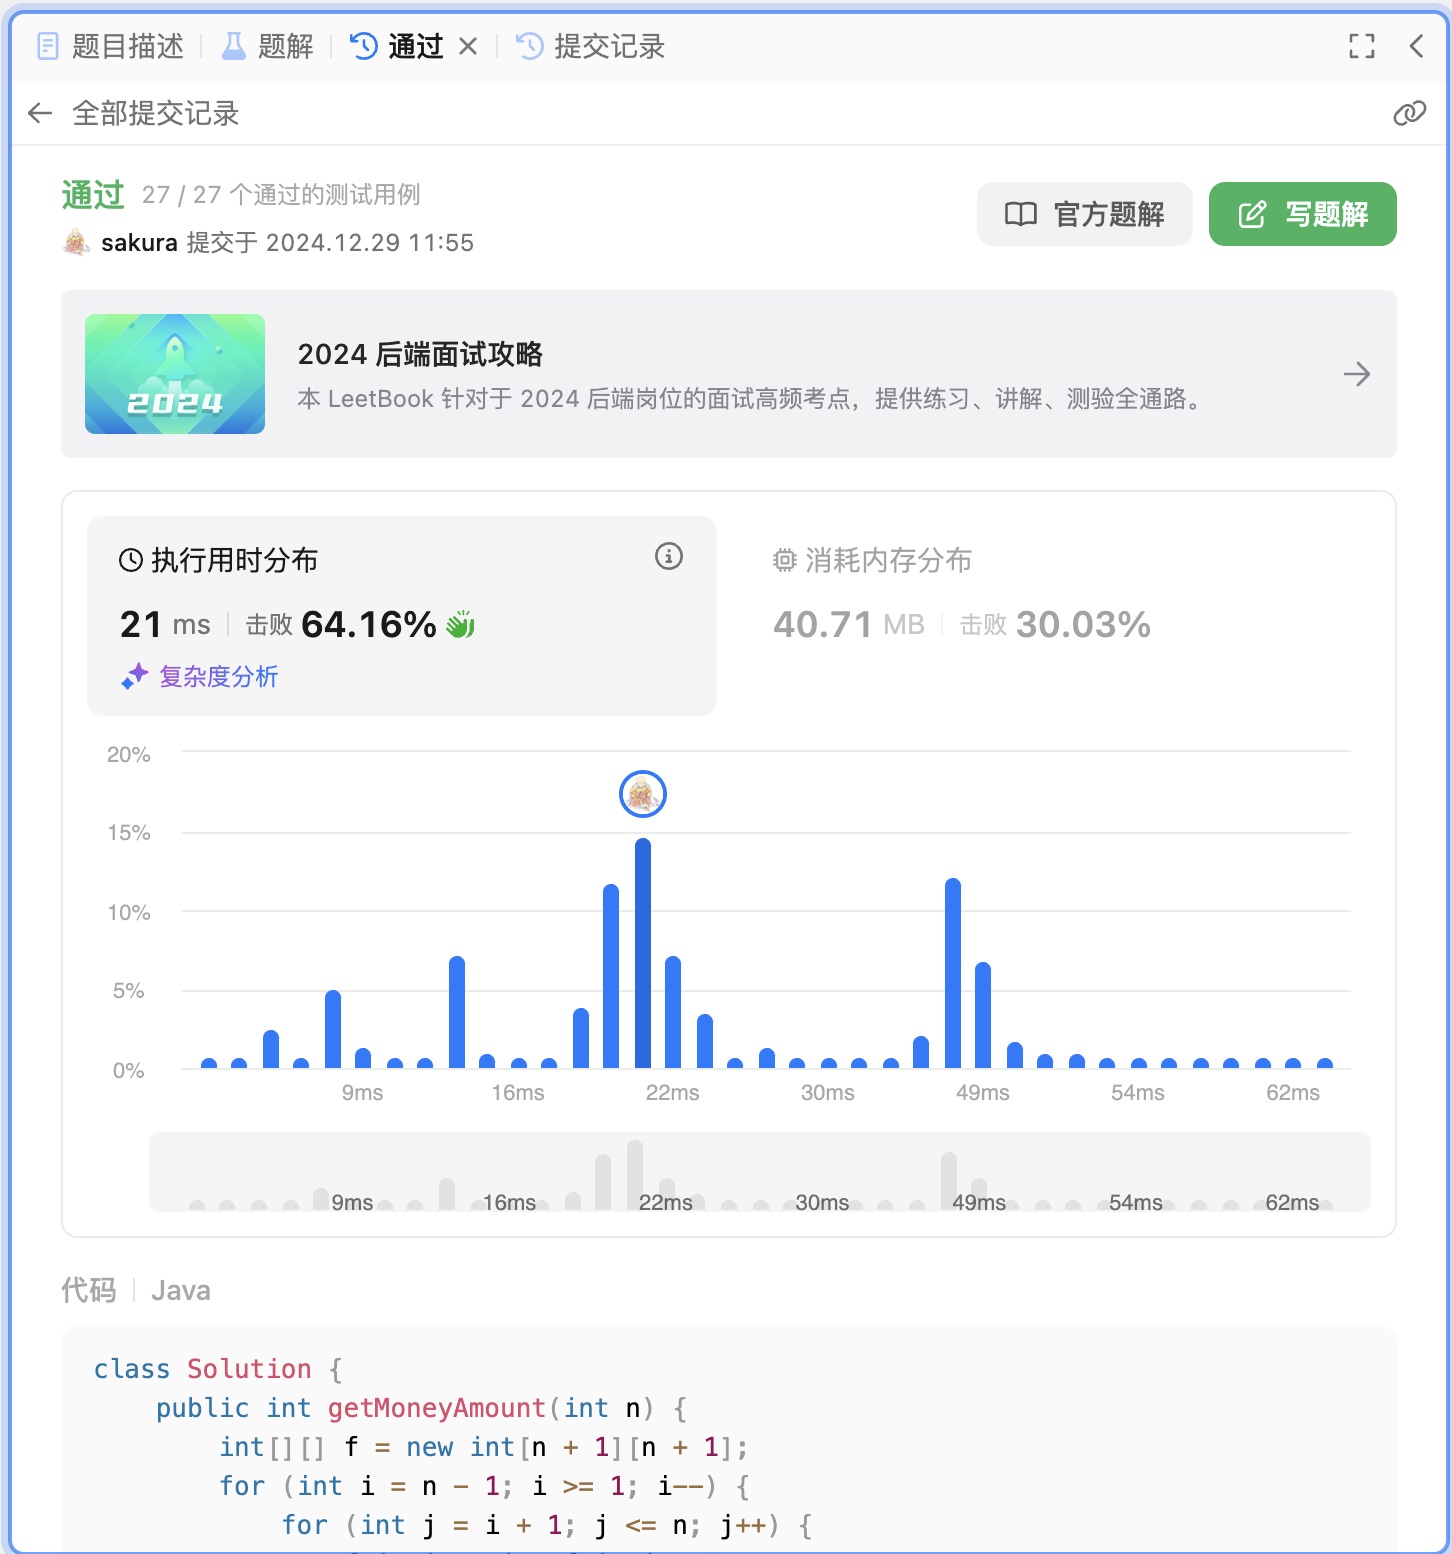 题目描述 题解 通过 提交记录
全部提交记录
通过 27 / 27 个通过的测试用例
sakura 提交于 2024.12.29 11:55
官方题解 写题解
2024
2024 后端面试攻略
本 LeetBook 针对于 2024 后端岗位的面试高频考点，提供练习、讲解、测验全通路。
执行用时分布
21 ms 击败 64.16%
复杂度分析
消耗内存分布
40.71 MB 击败 30.03%
20%
15%
10%
5%
0%
9ms 16ms 22ms 30ms 49ms 54ms 62ms
9ms 16ms 22ms 30ms 49ms 54ms 62ms
代码 Java
class Solution {
    public int getMoneyAmount(int n) {
        int[][] f = new int[n + 1][n + 1];
        for (int i = n - 1; i >= 1; i--) {
            for (int j = i + 1; j <= n; j++) {